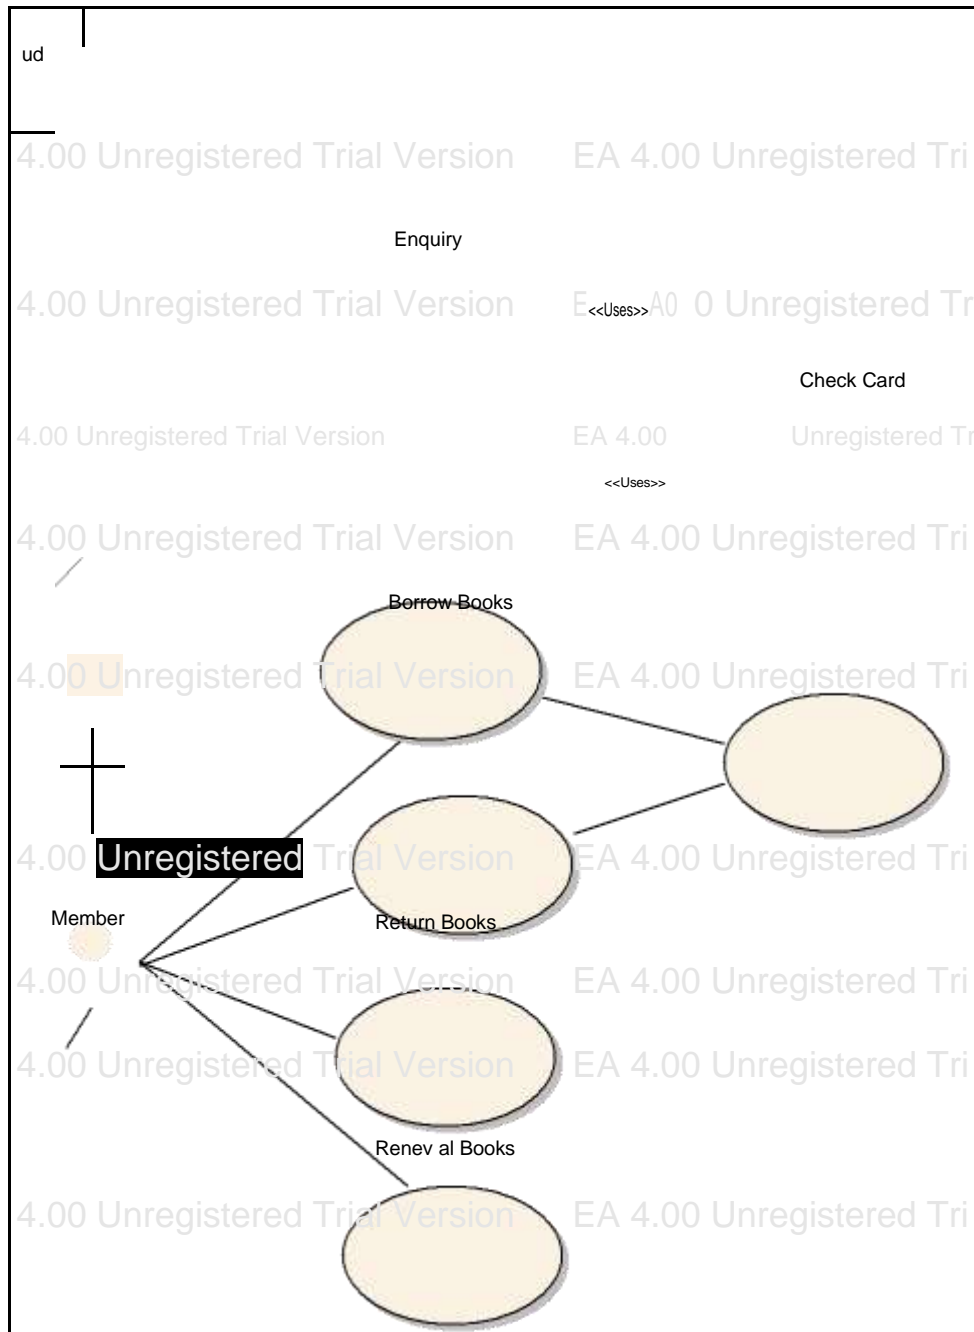 ud
4.00 Unregistered Trial Version EA 4.00 Unregistered Tri
Enquiry
4.00 Unregistered Trial Version E <<Uses>> A0 0 Unregistered Tr
Check Card
4.00 Unregistered Trial Version EA 4.00 Unregistered Tr
<<Uses>>
4.00 Unregistered Trial Version EA 4.00 Unregistered Tri
Borrow Books
4.00 Unregistered Trial Version EA 4.00 Unregistered Tri
4.00 Unregistered Trial Version EA 4.00 Unregistered Tri
Member
Return Books
4.00 Unregistered Trial Version EA 4.00 Unregistered Tri
4.00 Unregistered Trial Version EA 4.00 Unregistered Tri
Renev al Books
4.00 Unregistered Trial Version EA 4.00 Unregistered Tri